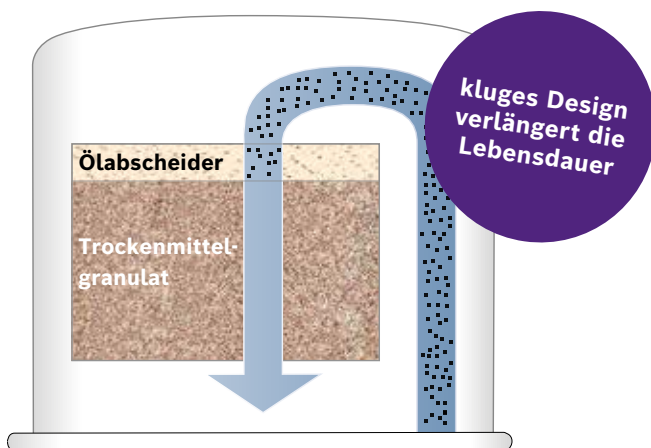 kluges Design
verlängert die
Lebensdauer
Ölabscheider
Trockenmittel-
granulat